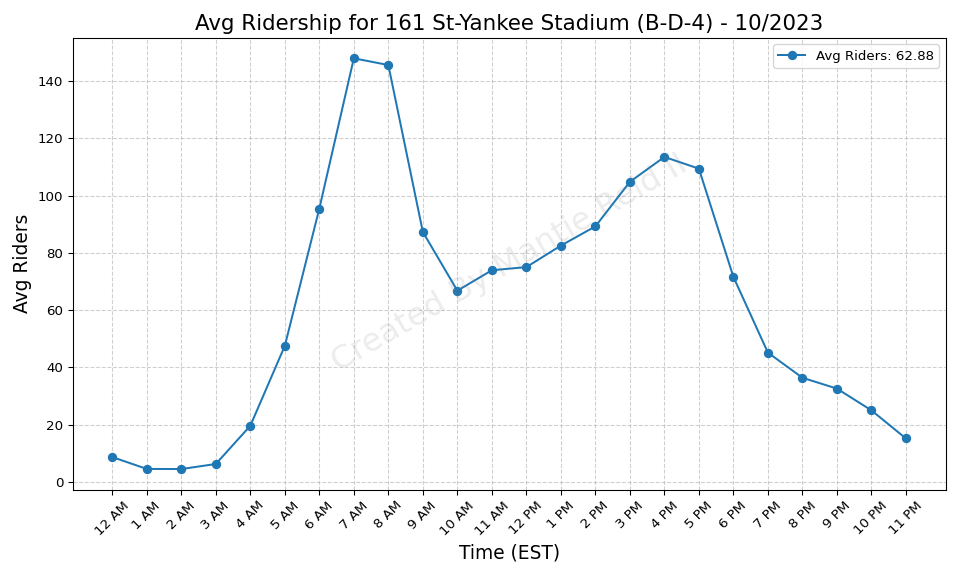 Avg Ridership for 161 St-Yankee Stadium (B-D-4) - 10/2023
Avg Riders: 62.88
Avg Riders
140
120
100
80
60
40
20
0
Created By Mantie Reid II
12 AM
1 AM
2 AM
3 AM
4 AM
5 AM
6 AM
7 AM
8 AM
9 AM
10 AM
11 AM
12 PM
1 PM
2 PM
3 PM
4 PM
5 PM
6 PM
7 PM
8 PM
9 PM
10 PM
11 PM
Time (EST)